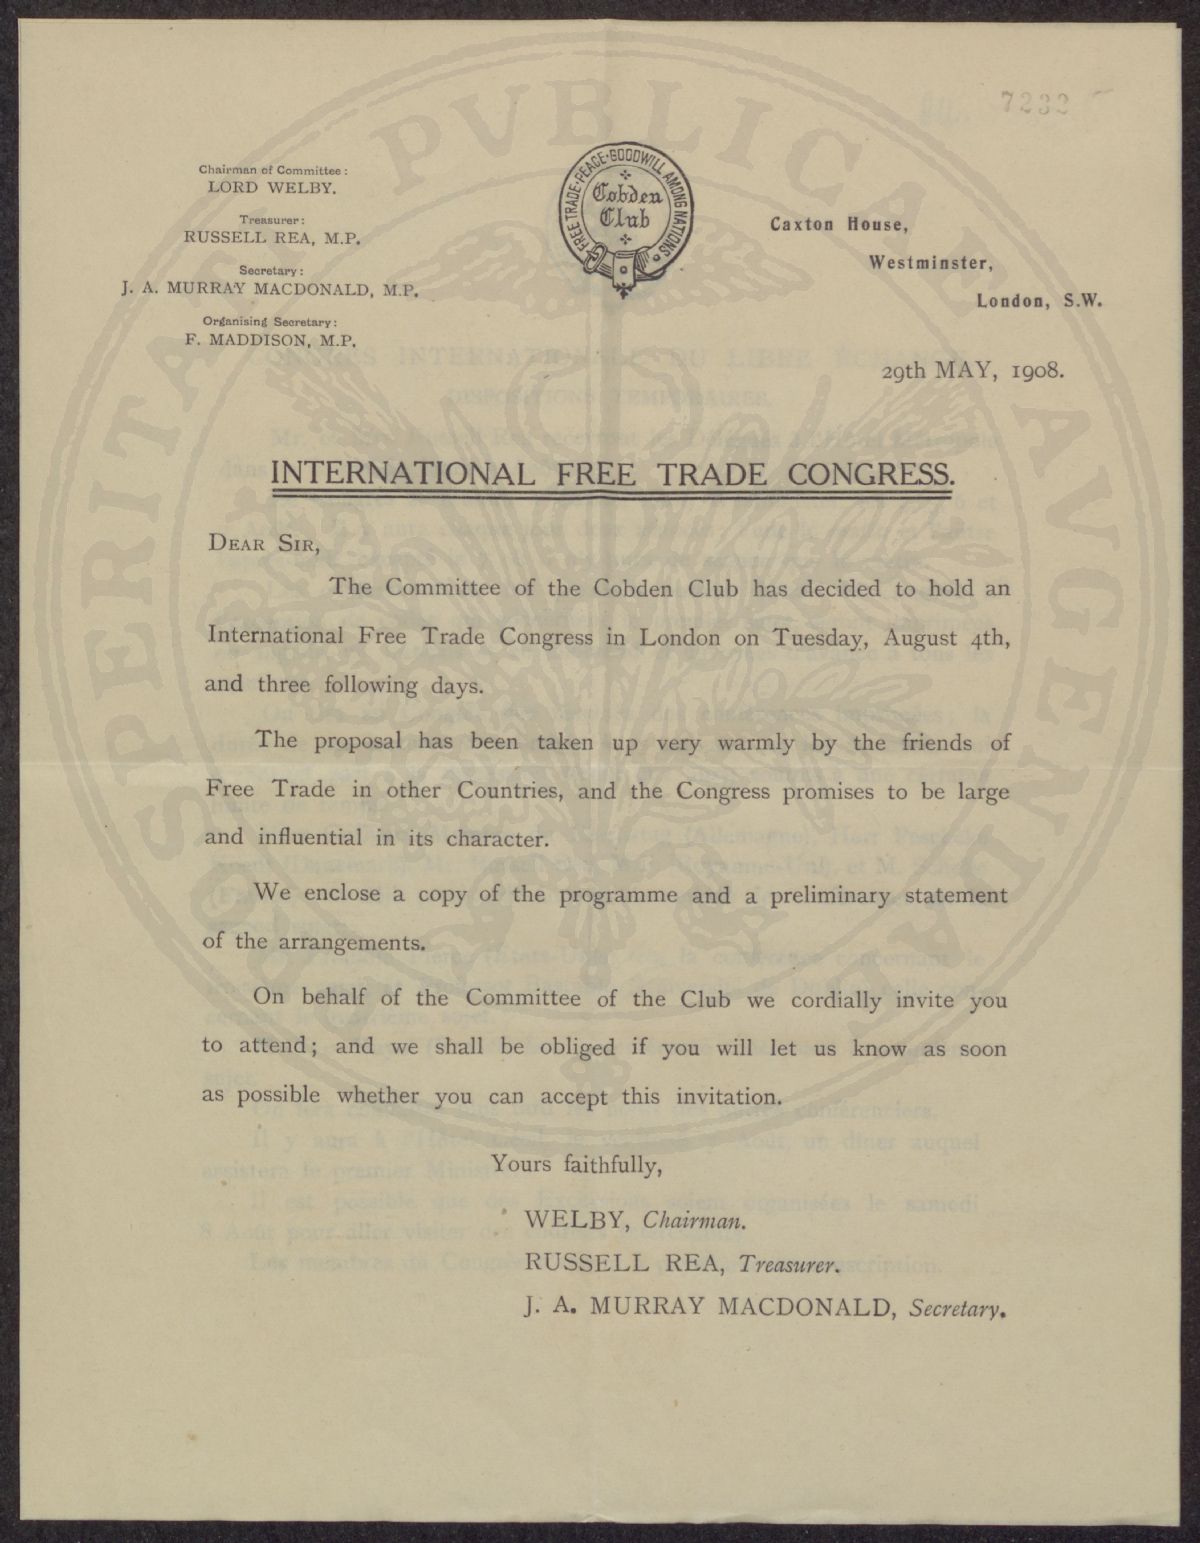 7232
Chairman of Committee:
LORD WELBY.
Treasurer:
RUSSELL REA, M.P.
Secretary:
J. A. MURRAY MACDONALD, M.P.
Organising Secretary:
F. MADDISON, M.P.
FREE TRADE·PEACE·GOODWILL AMONG NATIONS·
Cobden
Club
Caxton House,
Westminster,
London, S.W.
29th MAY, 1908.
INTERNATIONAL FREE TRADE CONGRESS.
DEAR SIR,
The Committee of the Cobden Club has decided to hold an
International Free Trade Congress in London on Tuesday, August 4th,
and three following days.
The proposal has been taken up very warmly by the friends of
Free Trade in other Countries, and the Congress promises to be large
and influential in its character.
We enclose a copy of the programme and a preliminary statement
of the arrangements.
On behalf of the Committee of the Club we cordially invite you
to attend; and we shall be obliged if you will let us know as soon
as possible whether you can accept this invitation.
Yours faithfully,
WELBY, Chairman.
RUSSELL REA, Treasurer.
J. A. MURRAY MACDONALD, Secretary.
PROSPERITATI PVBLICAE AVGENDAE